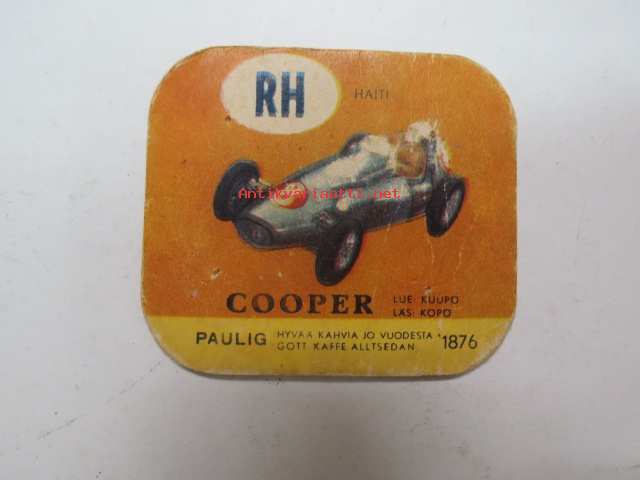 RH
HAITI
Antikvariaatti.net
COOPER
LUE: KUUPÖ
LÄS: KOPÖ
PAULIG HYVÄÄ KAHVIA JO VUODESTA 1876
GOTT KAFFE ALLTSEDAN